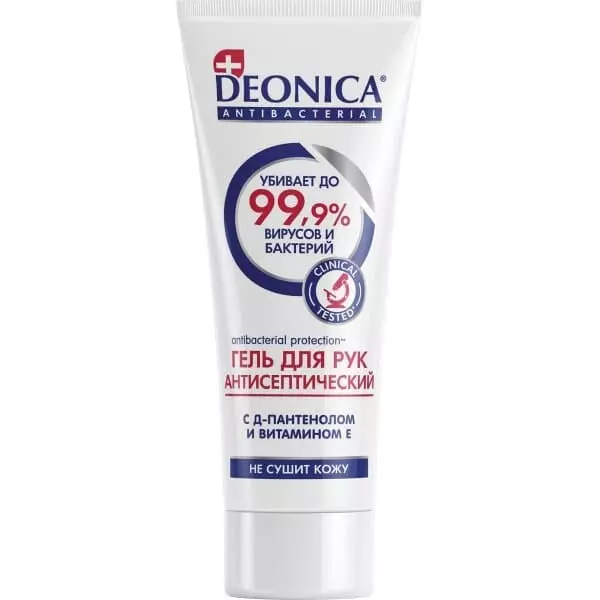 DEONICA®
ANTIBACTERIAL
УБИВАЕТ ДО
99,9%
ВИРУСОВ И
БАКТЕРИЙ
CLINICAL
TESTED*
antibacterial protection™
ГЕЛЬ ДЛЯ РУК
АНТИСЕПТИЧЕСКИЙ
С Д-ПАНТЕНОЛОМ
И ВИТАМИНОМ Е
НЕ СУШИТ КОЖУ